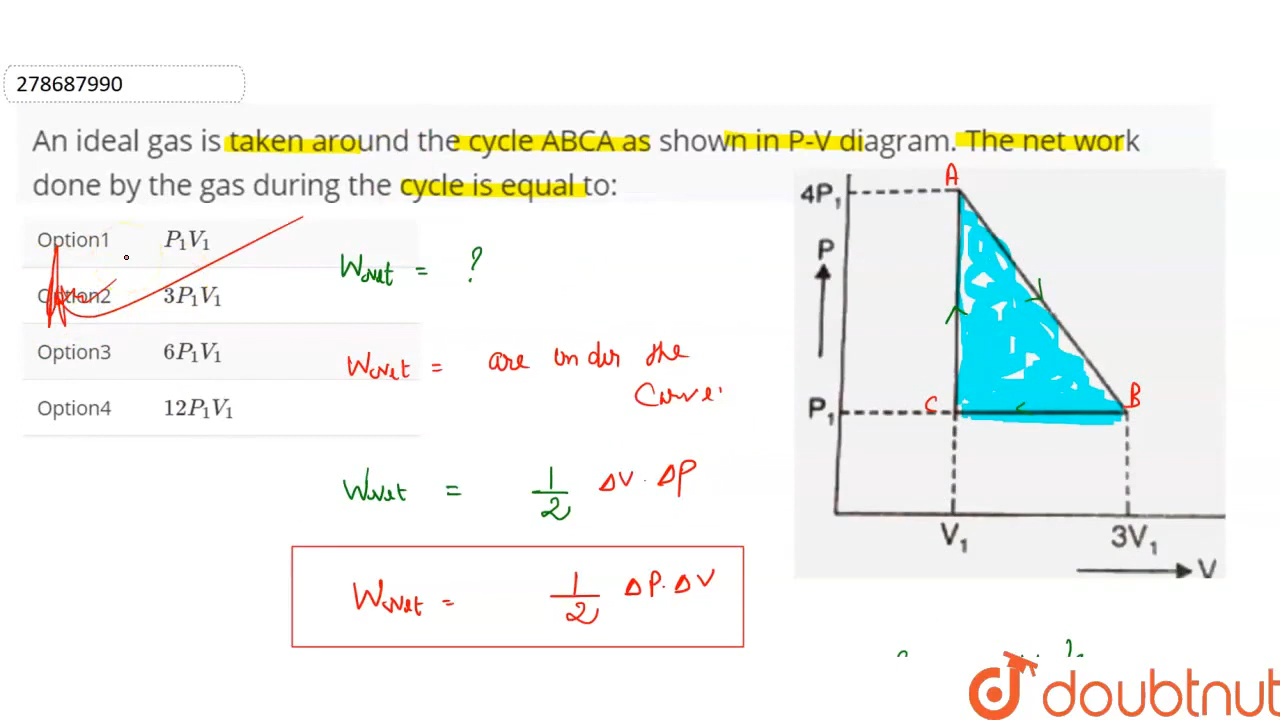 278687990
An ideal gas is taken around the cycle ABCA as shown in P-V diagram. The net work
done by the gas during the cycle is equal to:
Option1 P₁V₁
Option2 3P₁V₁
Option3 6P₁V₁
Option4 12P₁V₁
WNet = ?
WNet = are under the
Curve.
WNet = 1/2 ΔV · ΔP
WNet = 1/2 ΔP · ΔV
A
4P₁
P
C
B
P₁
V₁
3V₁
V
doubtnut